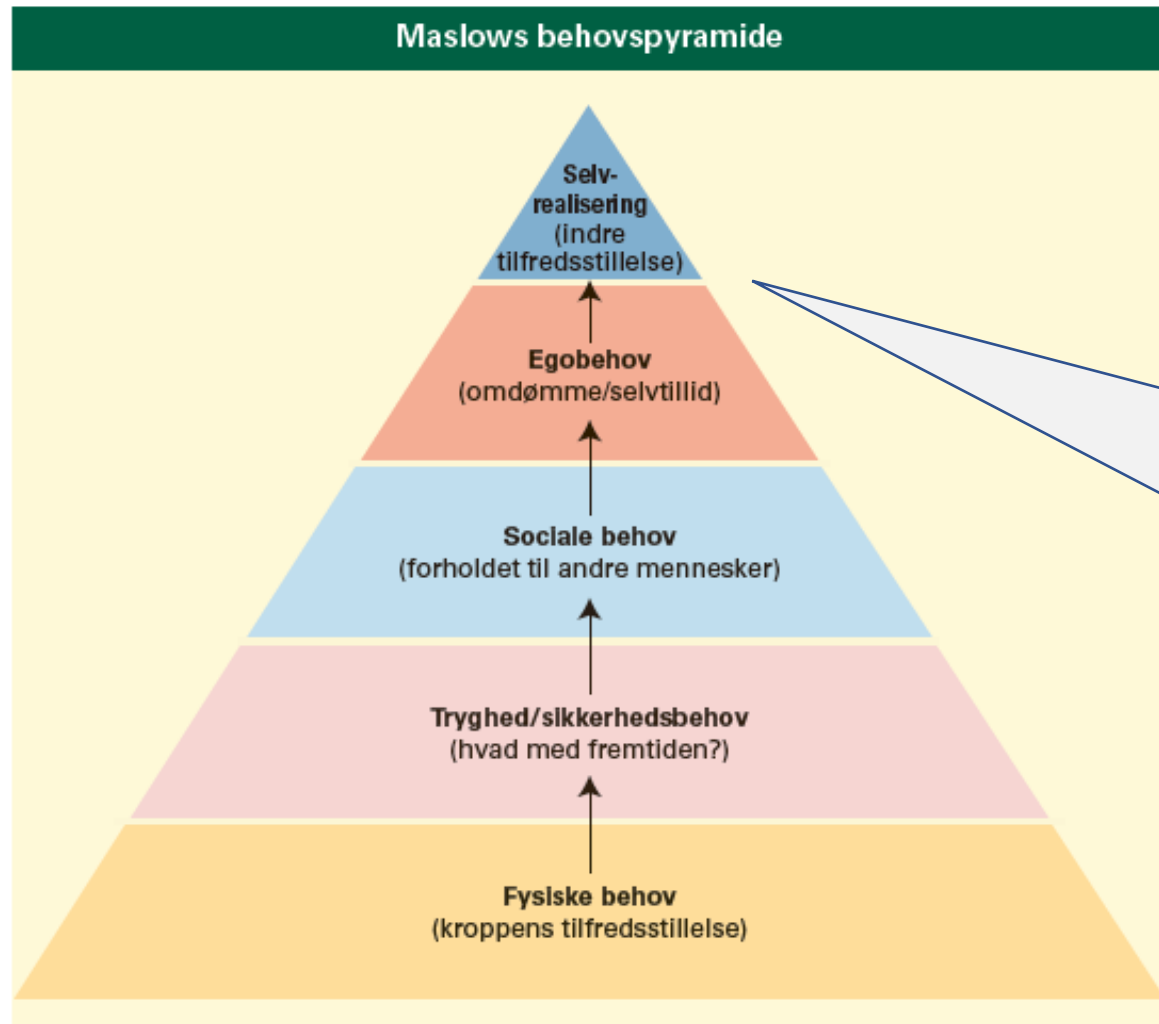 Maslows behovspyramide
Selv-
realisering
(indre
tilfredsstillelse)
Egobehov
(omdømme/selvtillid)
Sociale behov
(forholdet til andre mennesker)
Tryghed/sikkerhedsbehov
(hvad med fremtiden?)
Fysiske behov
(kroppens tilfredsstillelse)